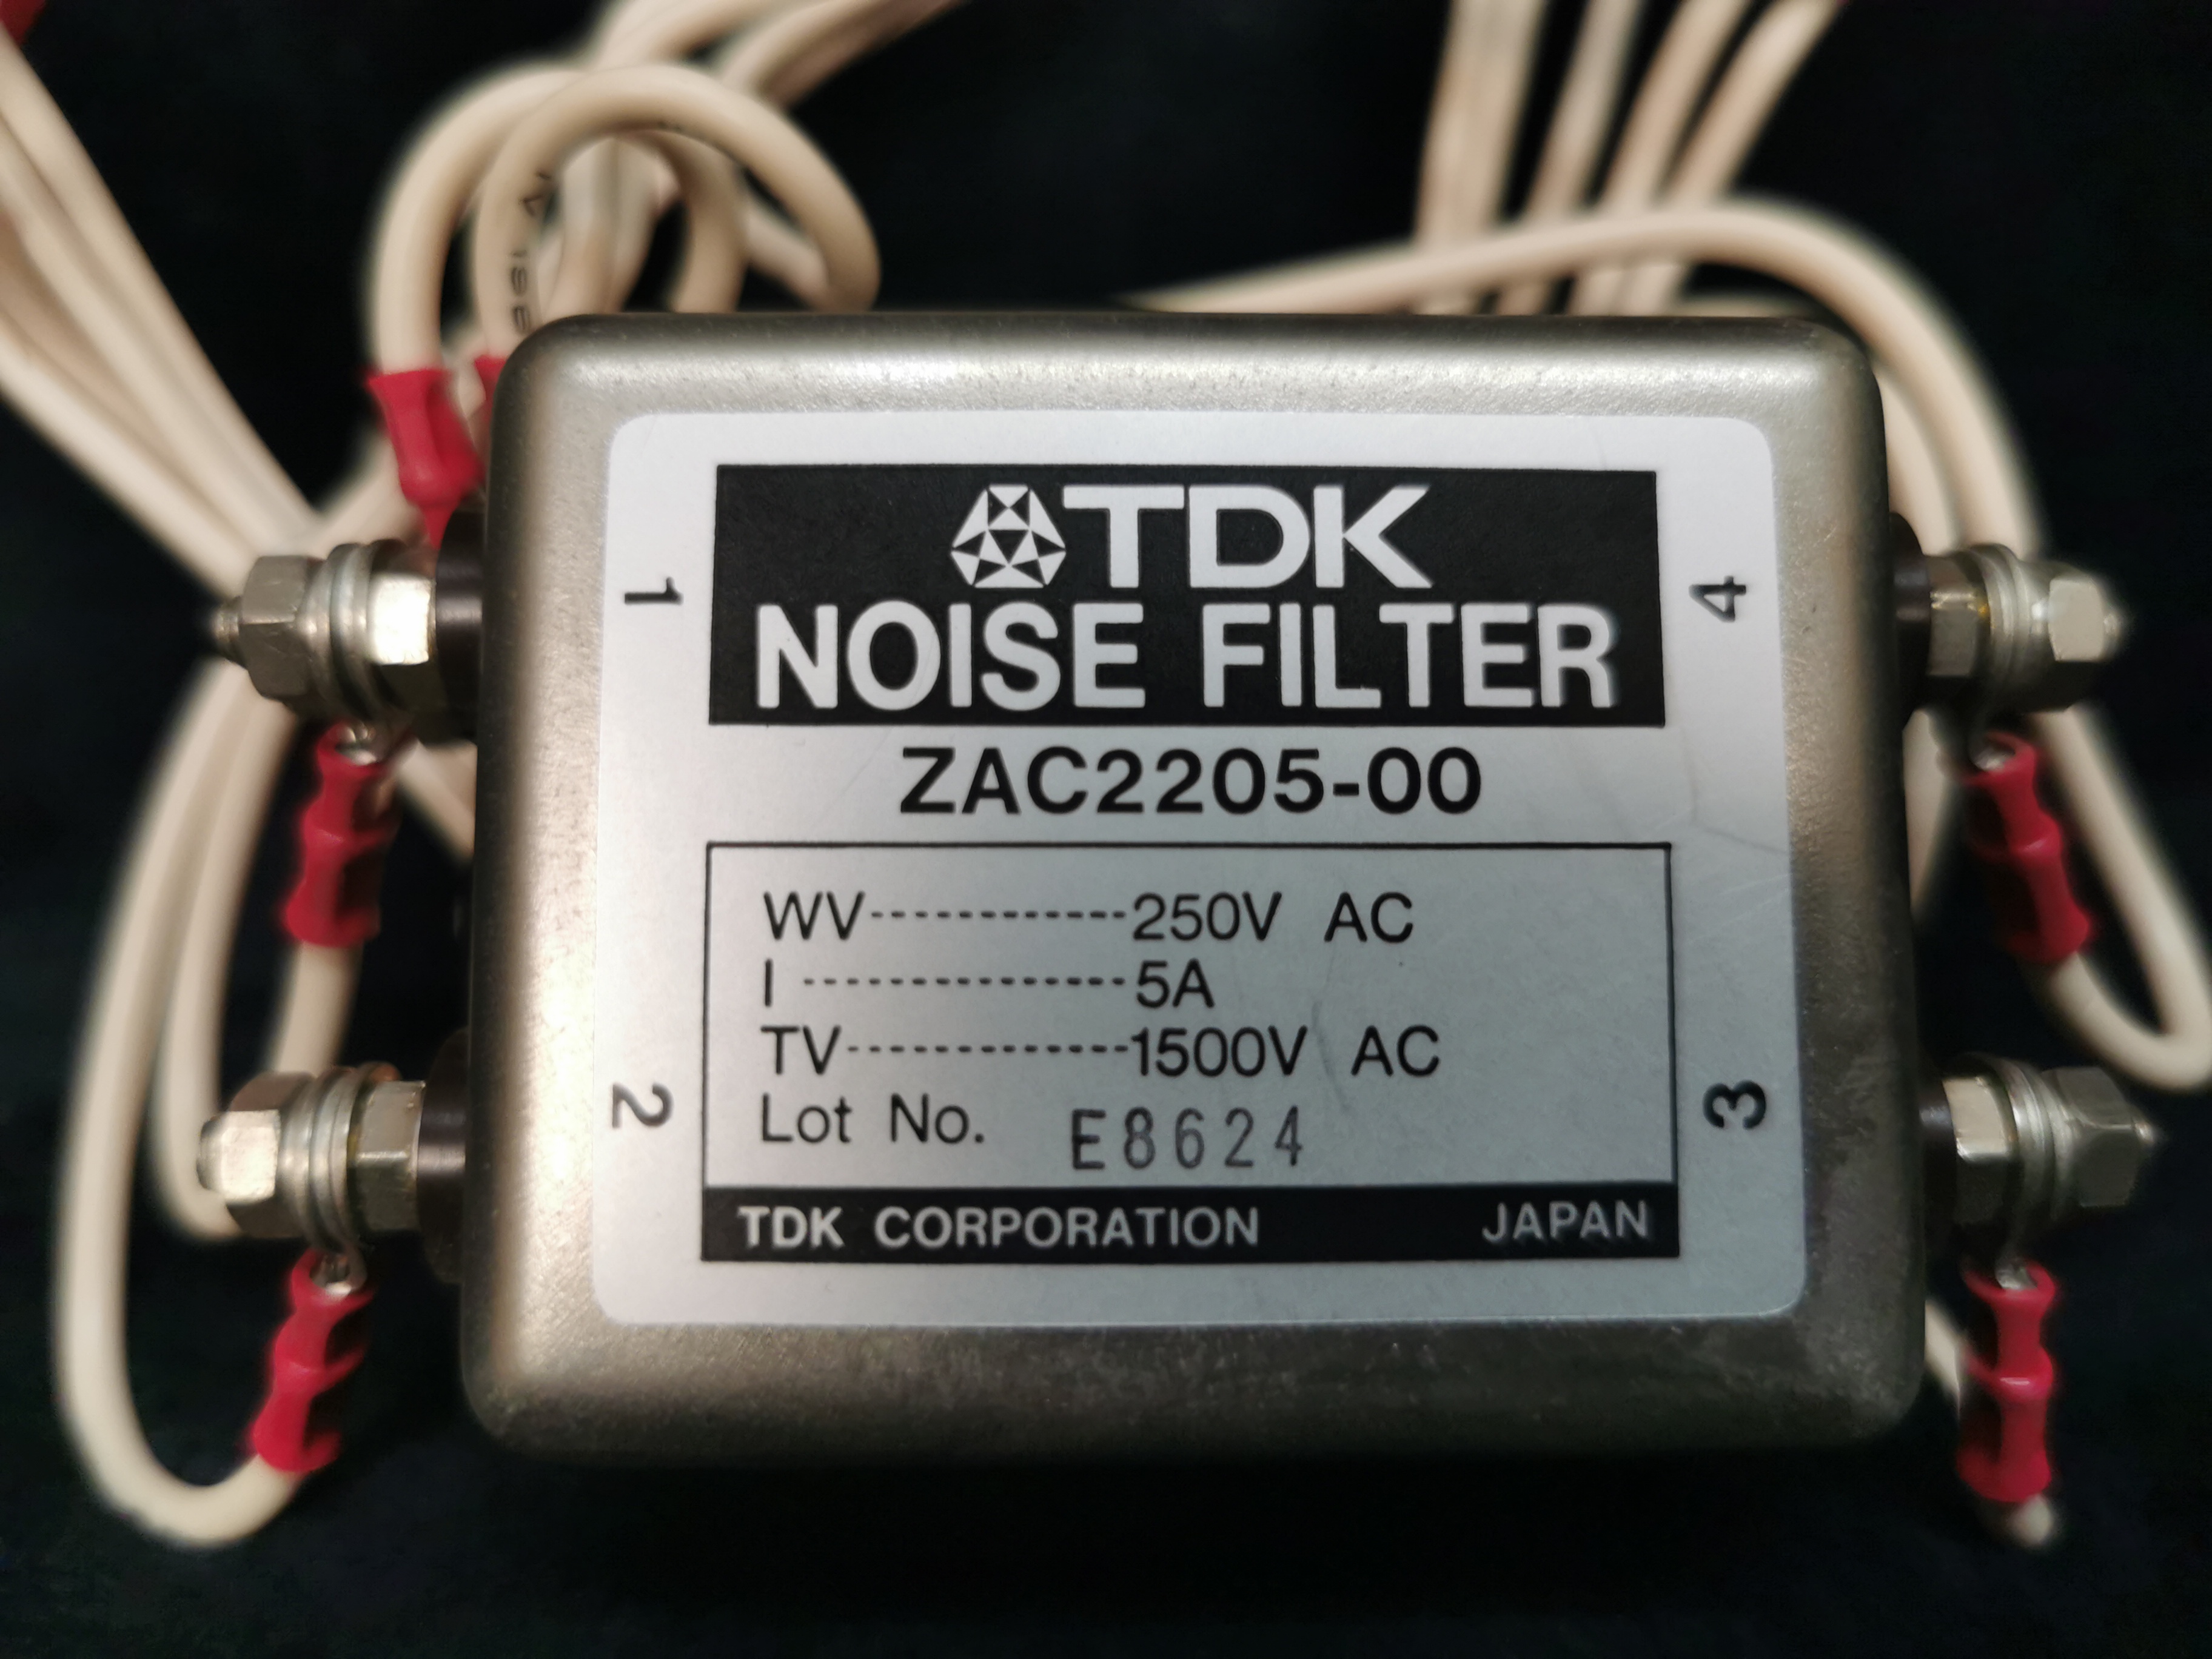 TDK
NOISE FILTER
ZAC2205-00
1
4
WV------------250V AC
I ---------------5A
TV-------------1500V AC
Lot No. E8624
2
3
TDK CORPORATION JAPAN